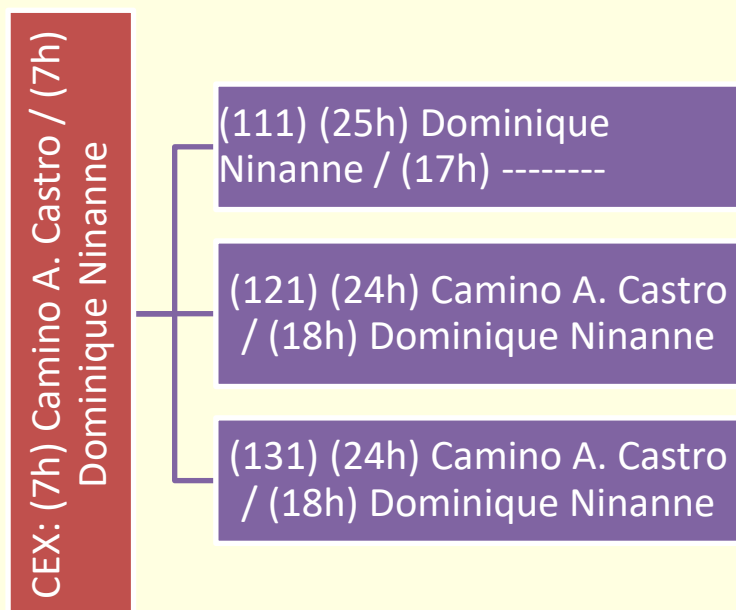 CEX: (7h) Camino A. Castro / (7h)
Dominique Ninanne
(111) (25h) Dominique
Ninanne / (17h) --------
(121) (24h) Camino A. Castro
/ (18h) Dominique Ninanne
(131) (24h) Camino A. Castro
/ (18h) Dominique Ninanne